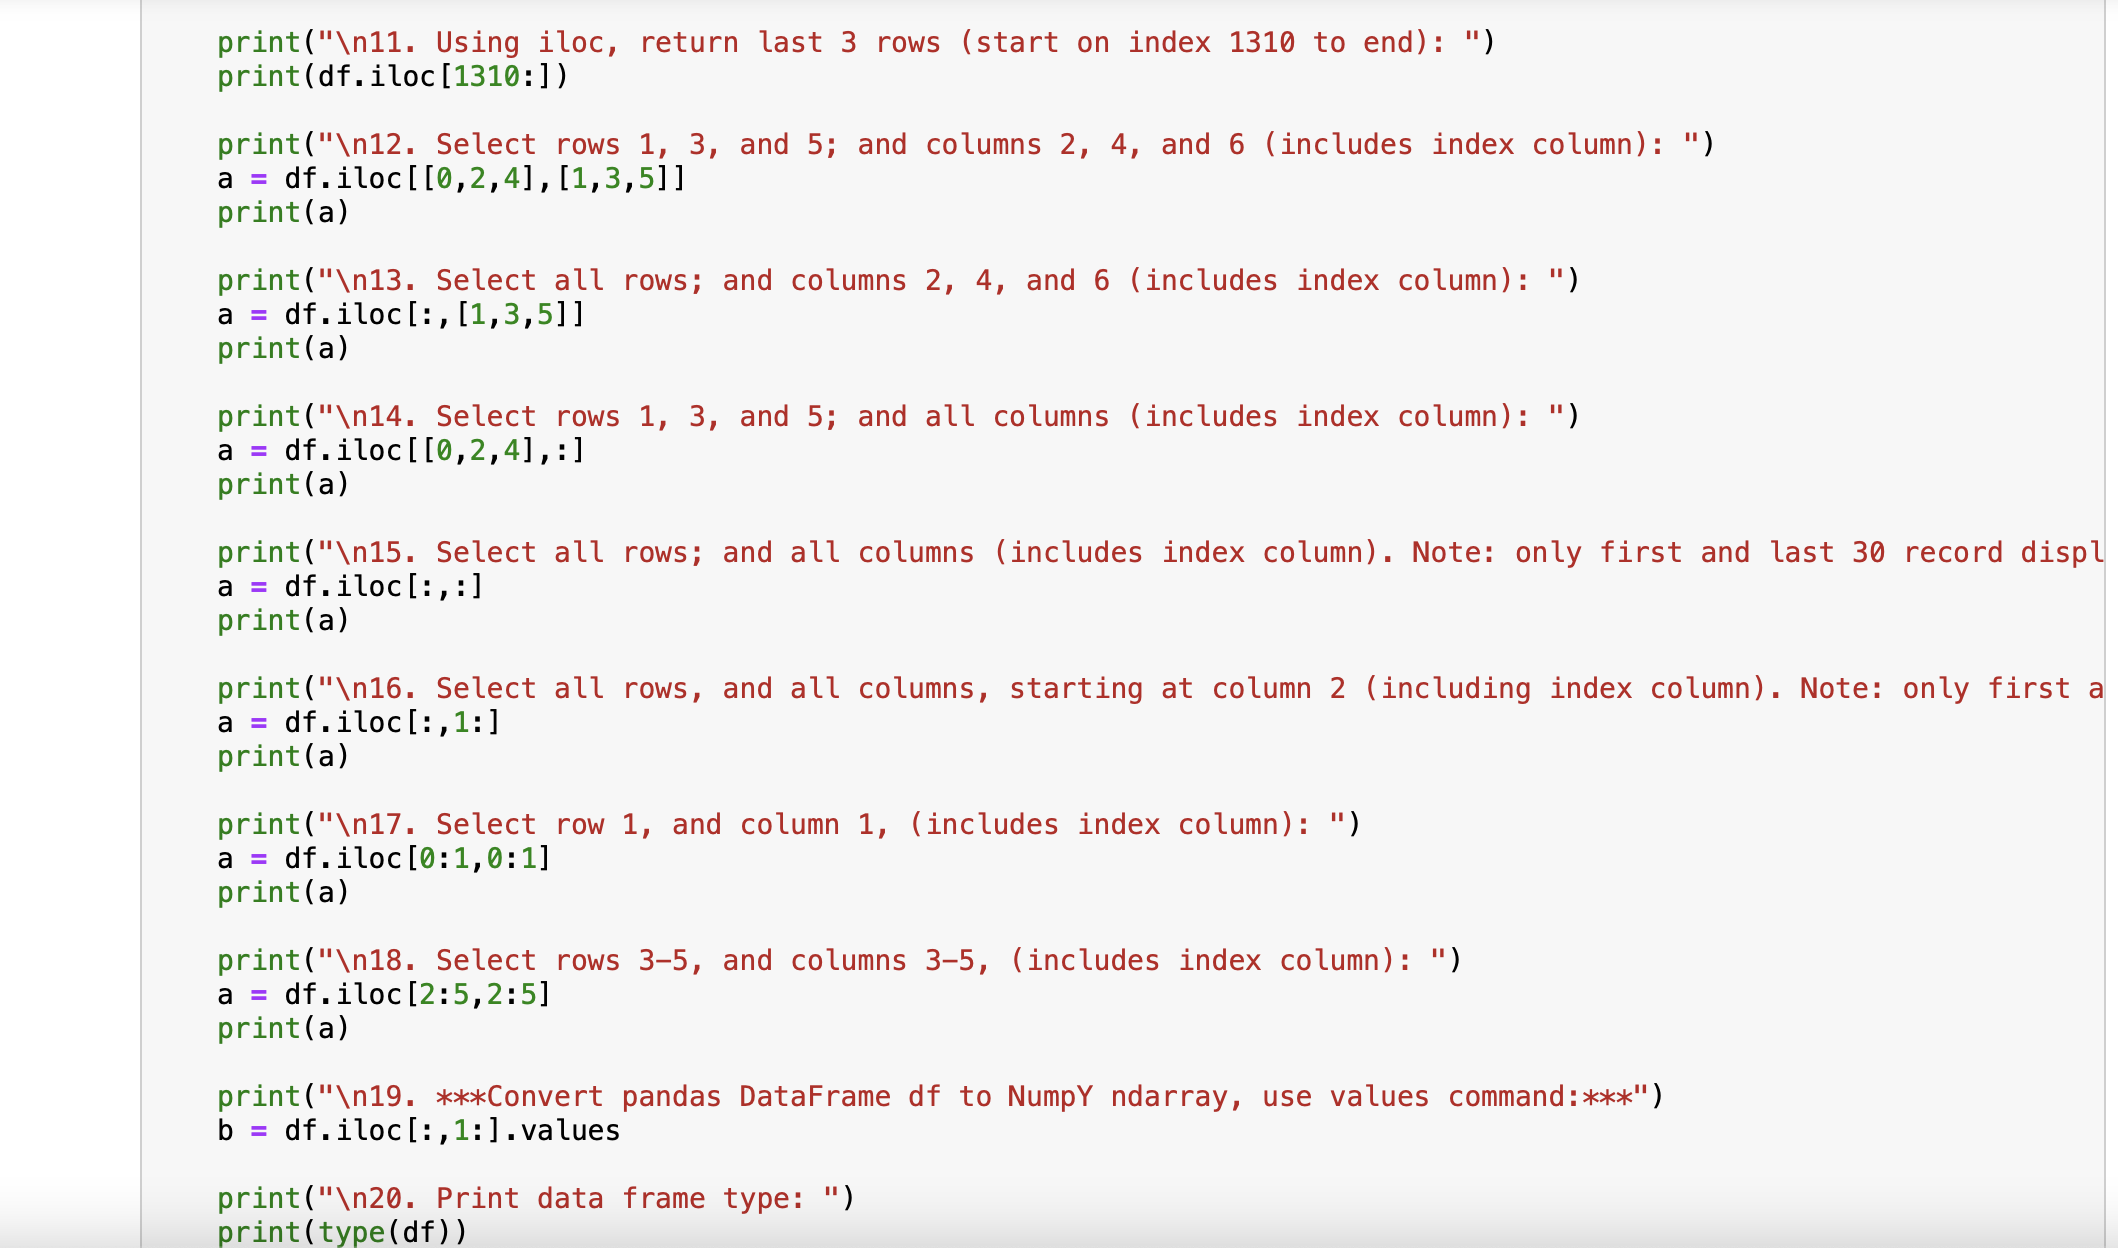 print("\n11. Using iloc, return last 3 rows (start on index 1310 to end): ")
print(df.iloc[1310:])
print("\n12. Select rows 1, 3, and 5; and columns 2, 4, and 6 (includes index column): ")
a = df.iloc[[0,2,4],[1,3,5]]
print(a)
print("\n13. Select all rows; and columns 2, 4, and 6 (includes index column): ")
a = df.iloc[:,[1,3,5]]
print(a)
print("\n14. Select rows 1, 3, and 5; and all columns (includes index column): ")
a = df.iloc[[0,2,4],:]
print(a)
print("\n15. Select all rows; and all columns (includes index column). Note: only first and last 30 record displ
a = df.iloc[:,:]
print(a)
print("\n16. Select all rows, and all columns, starting at column 2 (including index column). Note: only first a
a = df.iloc[:,1:]
print(a)
print("\n17. Select row 1, and column 1, (includes index column): ")
a = df.iloc[0:1,0:1]
print(a)
print("\n18. Select rows 3-5, and columns 3-5, (includes index column): ")
a = df.iloc[2:5,2:5]
print(a)
print("\n19. ***Convert pandas DataFrame df to NumpY ndarray, use values command:***")
b = df.iloc[:,1:].values
print("\n20. Print data frame type: ")
print(type(df))